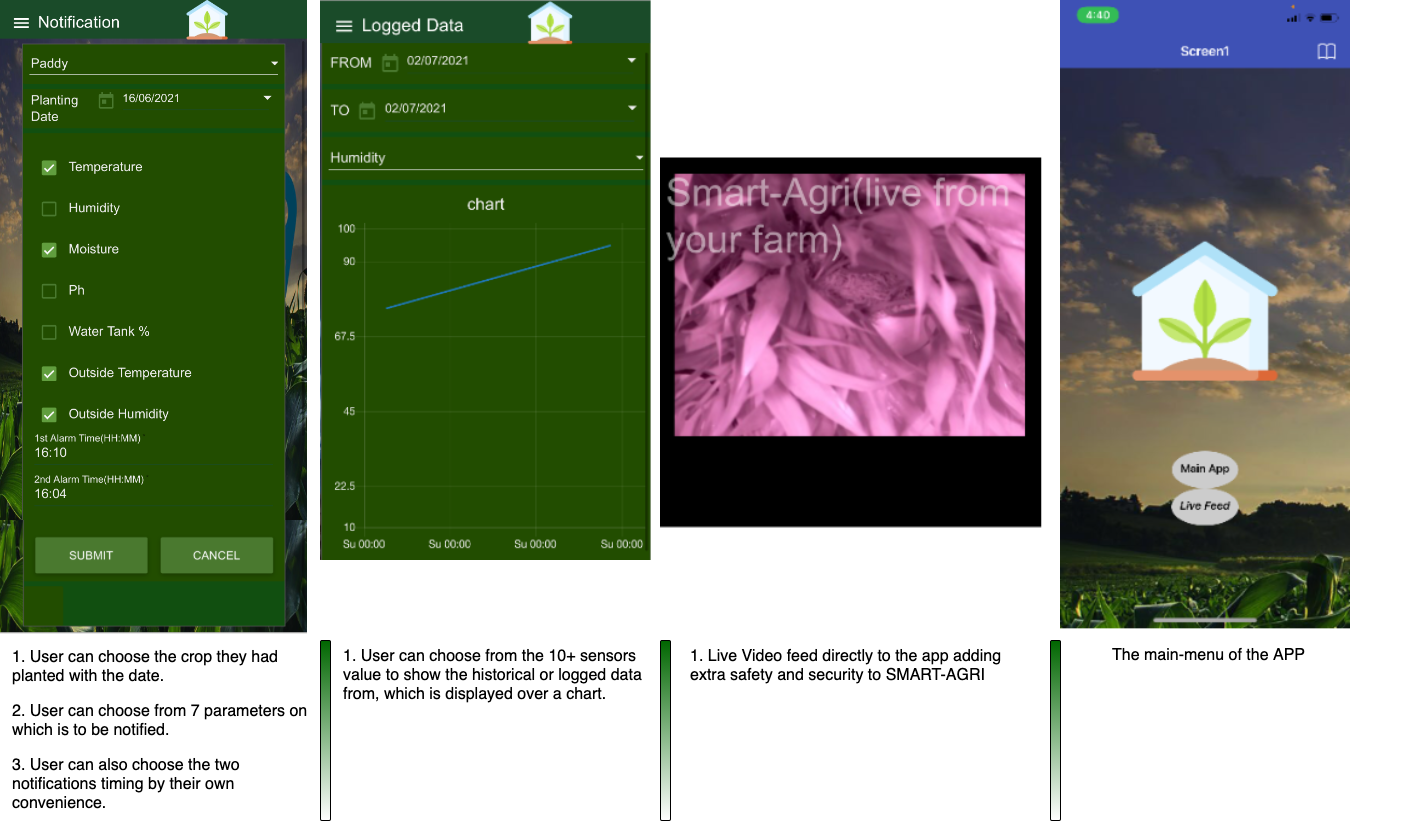 Notification
Paddy
Planting
Date
16/06/2021
Temperature
Humidity
Moisture
Ph
Water Tank %
Outside Temperature
Outside Humidity
1st Alarm Time(HH:MM)
16:10
2nd Alarm Time(HH:MM)
16:04
SUBMIT
CANCEL
1. User can choose the crop they had
planted with the date.
2. User can choose from 7 parameters on
which is to be notified.
3. User can also choose the two
notifications timing by their own
convenience.
Logged Data
FROM 02/07/2021
TO 02/07/2021
Humidity
chart
100
90
67.5
45
22.5
10
Su 00:00 Su 00:00 Su 00:00 Su 00:00
1. User can choose from the 10+ sensors
value to show the historical or logged data
from, which is displayed over a chart.
Smart-Agri(live from
your farm)
1. Live Video feed directly to the app adding
extra safety and security to SMART-AGRI
4:40
Screen1
Main App
Live Feed
The main-menu of the APP